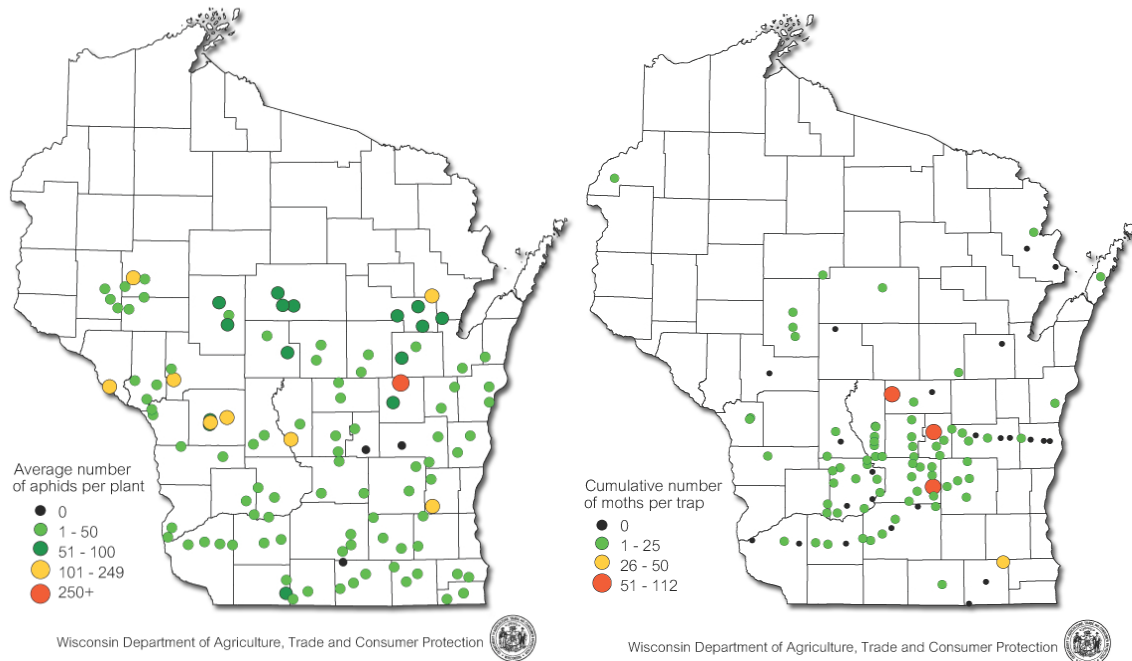 Average number
of aphids per plant
0
1 - 50
51 - 100
101 - 249
250+
Wisconsin Department of Agriculture, Trade and Consumer Protection
Cumulative number
of moths per trap
0
1 - 25
26 - 50
51 - 112
Wisconsin Department of Agriculture, Trade and Consumer Protection